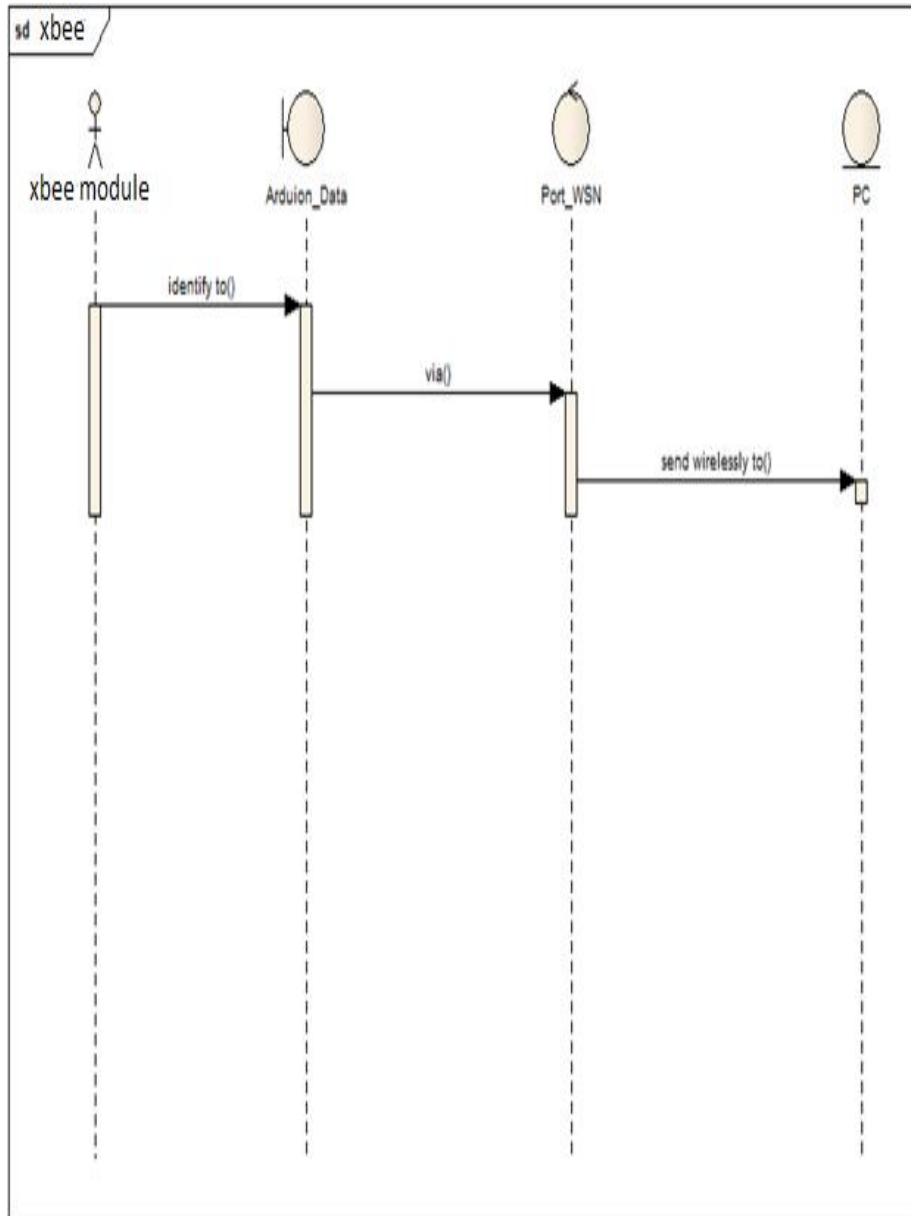 sd xbee
xbee module
Arduion_Data
Port_WSN
PC
identify to()
via()
send wirelessly to()